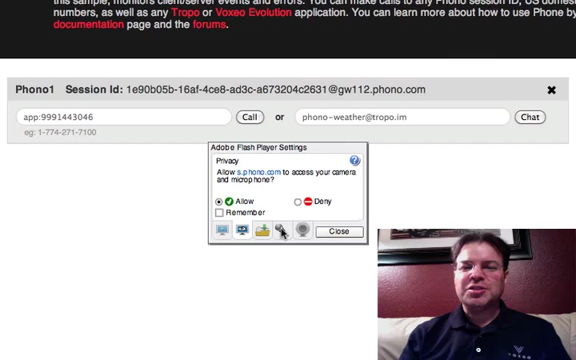 this sample, monitors client/server events and errors. You can make calls to any Phono session ID, US domest
numbers, as well as any Tropo or Voxeo Evolution application. You can learn more about how to use Phone by
documentation page and the forums.
Phono1 Session Id: 1e90b05b-16af-4ce8-ad3c-a673204c2631@gw112.phono.com
app:9991443046 Call or phono-weather@tropo.im Chat
eg: 1-774-271-7100
Adobe Flash Player Settings
Privacy
Allow s.phono.com to access your camera
and microphone?
Allow Deny
Remember
Close